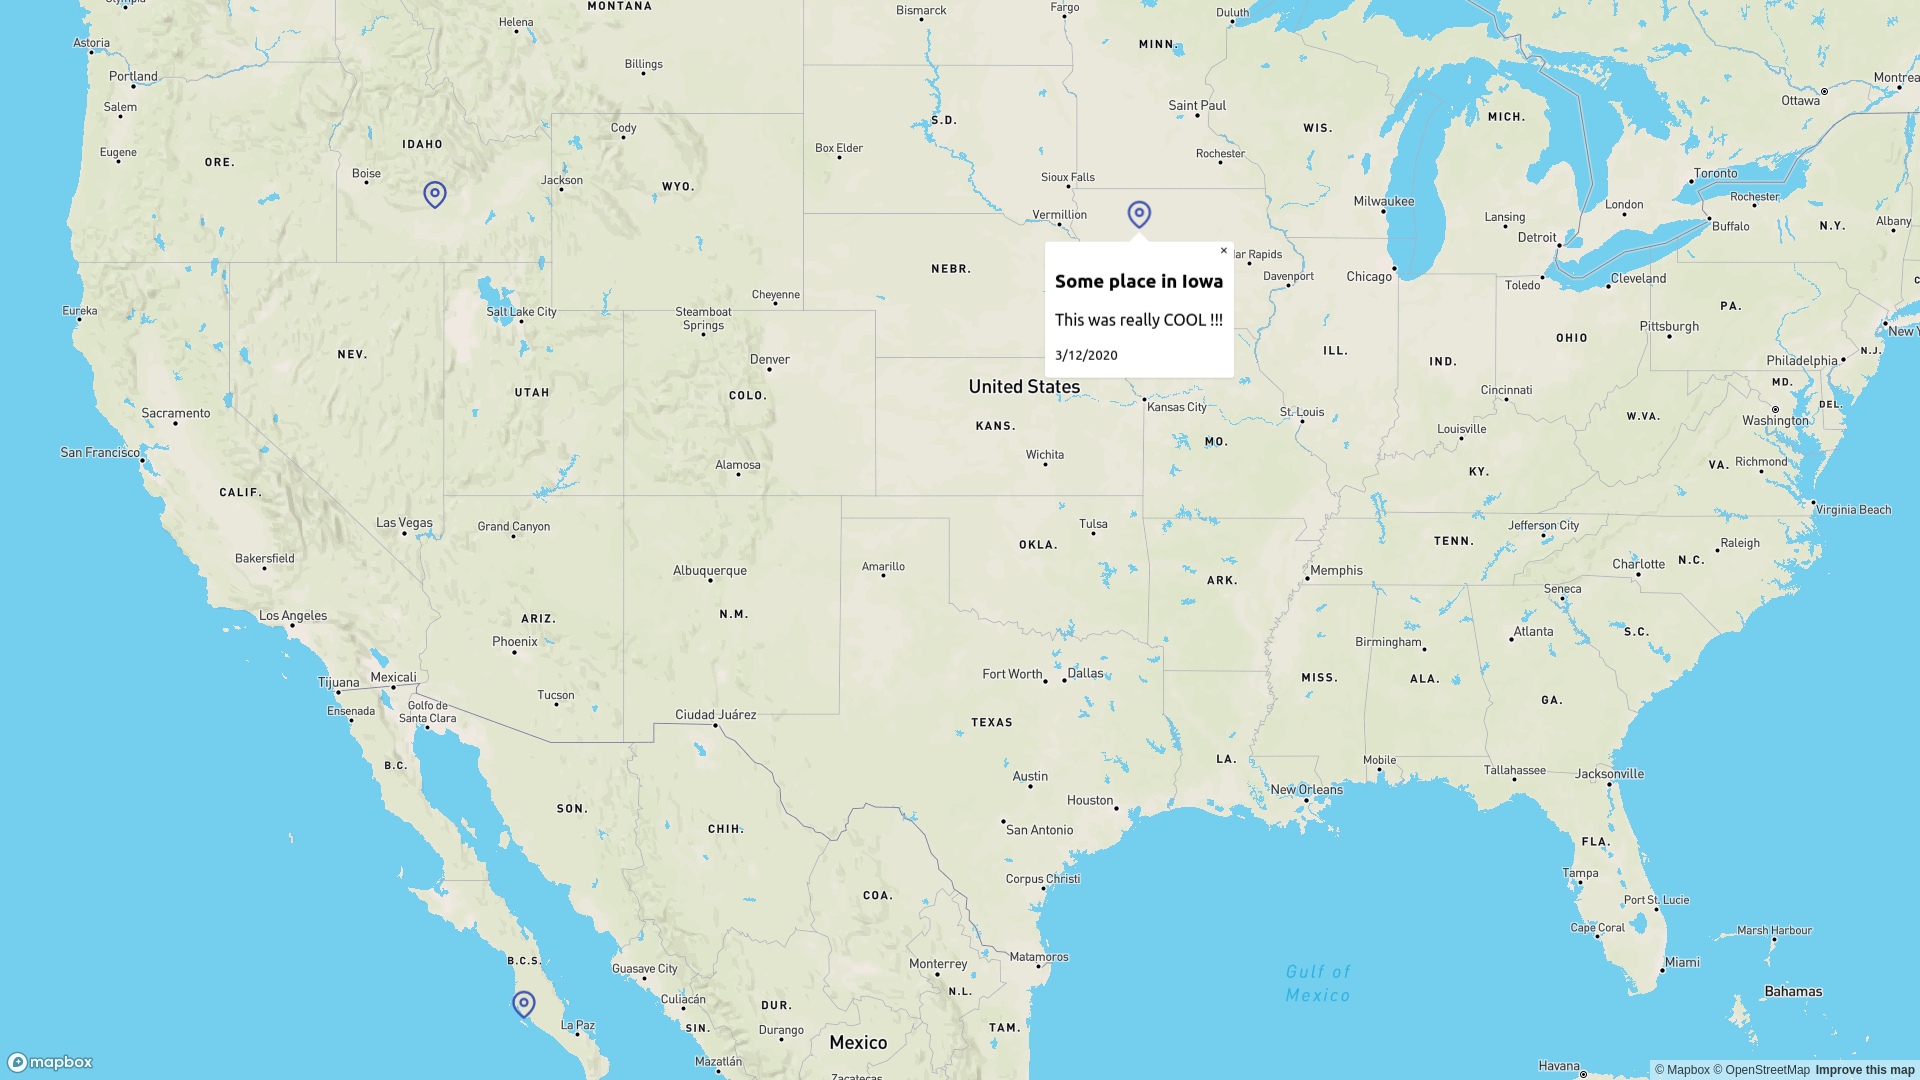 MONTANA
Bismarck
Fargo
Duluth
Helena
Astoria
MINN.
Billings
Portland
Montrea
Ottawa
Salem
Saint Paul
S.D.
MICH.
Cody
WIS.
IDAHO
Box Elder
Eugene
ORE.
Rochester
Boise
Jackson
WYO.
Sioux Falls
Toronto
Rochester
Milwaukee
London
Vermillion
Lansing
Albany
N.Y.
Buffalo
Detroit
×
lar Rapids
NEBR.
Chicago
Davenport
Cleveland
Toledo
Some place in Iowa
Cheyenne
PA.
Eureka
Salt Lake City
Steamboat
Springs
This was really COOL !!!
Pittsburgh
New Y
OHIO
NEV.
ILL.
N.J.
3/12/2020
Denver
IND.
Philadelphia
MD.
United States
UTAH
COLO.
Cincinnati
DEL.
Kansas City
Sacramento
St. Louis
W.VA.
Washington
KANS.
Louisville
MO.
San Francisco
Wichita
Alamosa
KY.
VA.
Richmond
CALIF.
Virginia Beach
Las Vegas
Grand Canyon
Tulsa
Jefferson City
OKLA.
TENN.
Raleigh
Bakersfield
N.C.
Albuquerque
Amarillo
Memphis
Charlotte
ARK.
Seneca
Los Angeles
ARIZ.
N.M.
Atlanta
S.C.
Phoenix
Birmingham
Fort Worth
Dallas
Mexicali
Tijuana
MISS.
ALA.
Tucson
GA.
Golfo de
Santa Clara
Ensenada
Ciudad Juárez
TEXAS
LA.
Mobile
B.C.
Tallahassee
Jacksonville
Austin
New Orleans
Houston
SON.
CHIH.
San Antonio
FLA.
Tampa
Corpus Christi
COA.
Port St. Lucie
Cape Coral
Marsh Harbour
Matamoros
B.C.S.
Monterrey
Miami
Guasave City
Gulf of
Mexico
N.L.
Bahamas
Culiacán
DUR.
La Paz
SIN.
Durango
TAM.
Mexico
Mazatlán
mapbox
Havana
© Mapbox © OpenStreetMap Improve this map